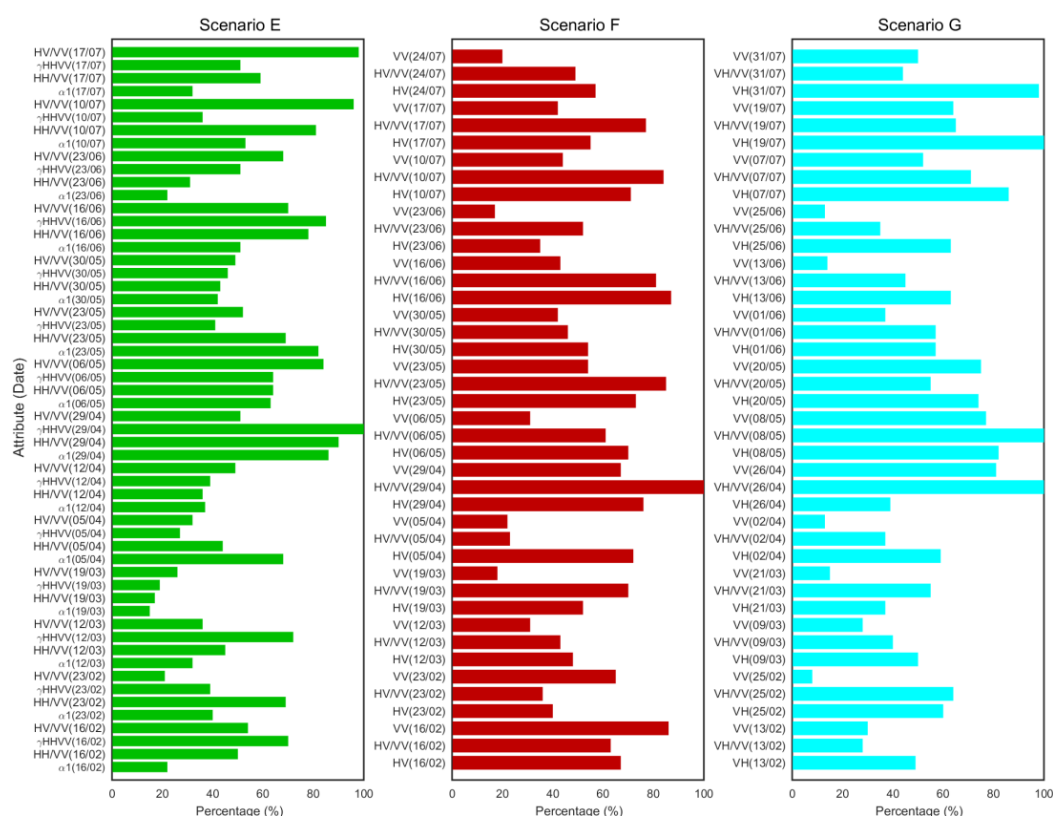 Scenario E
HV/VV(17/07)
γHHVV(17/07)
HH/VV(17/07)
α1(17/07)
HV/VV(10/07)
γHHVV(10/07)
HH/VV(10/07)
α1(10/07)
HV/VV(23/06)
γHHVV(23/06)
HH/VV(23/06)
α1(23/06)
HV/VV(16/06)
γHHVV(16/06)
HH/VV(16/06)
α1(16/06)
HV/VV(30/05)
γHHVV(30/05)
HH/VV(30/05)
α1(30/05)
HV/VV(23/05)
γHHVV(23/05)
HH/VV(23/05)
α1(23/05)
HV/VV(06/05)
γHHVV(06/05)
HH/VV(06/05)
α1(06/05)
HV/VV(29/04)
γHHVV(29/04)
HH/VV(29/04)
α1(29/04)
HV/VV(12/04)
γHHVV(12/04)
HH/VV(12/04)
α1(12/04)
HV/VV(05/04)
γHHVV(05/04)
HH/VV(05/04)
α1(05/04)
HV/VV(19/03)
γHHVV(19/03)
HH/VV(19/03)
α1(19/03)
HV/VV(12/03)
γHHVV(12/03)
HH/VV(12/03)
α1(12/03)
HV/VV(23/02)
γHHVV(23/02)
HH/VV(23/02)
α1(23/02)
HV/VV(16/02)
γHHVV(16/02)
HH/VV(16/02)
α1(16/02)
Attribute (Date)
0 20 40 60 80 100
Percentage (%)
Scenario F
VV(24/07)
HV/VV(24/07)
HV(24/07)
VV(17/07)
HV/VV(17/07)
HV(17/07)
VV(10/07)
HV/VV(10/07)
HV(10/07)
VV(23/06)
HV/VV(23/06)
HV(23/06)
VV(16/06)
HV/VV(16/06)
HV(16/06)
VV(30/05)
HV/VV(30/05)
HV(30/05)
VV(23/05)
HV/VV(23/05)
HV(23/05)
VV(06/05)
HV/VV(06/05)
HV(06/05)
VV(29/04)
HV/VV(29/04)
HV(29/04)
VV(05/04)
HV/VV(05/04)
HV(05/04)
VV(19/03)
HV/VV(19/03)
HV(19/03)
VV(12/03)
HV/VV(12/03)
HV(12/03)
VV(23/02)
HV/VV(23/02)
HV(23/02)
VV(16/02)
HV/VV(16/02)
HV(16/02)
0 20 40 60 80 100
Percentage (%)
Scenario G
VV(31/07)
VH/VV(31/07)
VH(31/07)
VV(19/07)
VH/VV(19/07)
VH(19/07)
VV(07/07)
VH/VV(07/07)
VH(07/07)
VV(25/06)
VH/VV(25/06)
VH(25/06)
VV(13/06)
VH/VV(13/06)
VH(13/06)
VV(01/06)
VH/VV(01/06)
VH(01/06)
VV(20/05)
VH/VV(20/05)
VH(20/05)
VV(08/05)
VH/VV(08/05)
VH(08/05)
VV(26/04)
VH/VV(26/04)
VH(26/04)
VV(02/04)
VH/VV(02/04)
VH(02/04)
VV(21/03)
VH/VV(21/03)
VH(21/03)
VV(09/03)
VH/VV(09/03)
VH(09/03)
VV(25/02)
VH/VV(25/02)
VH(25/02)
VV(13/02)
VH/VV(13/02)
VH(13/02)
0 20 40 60 80 100
Percentage (%)